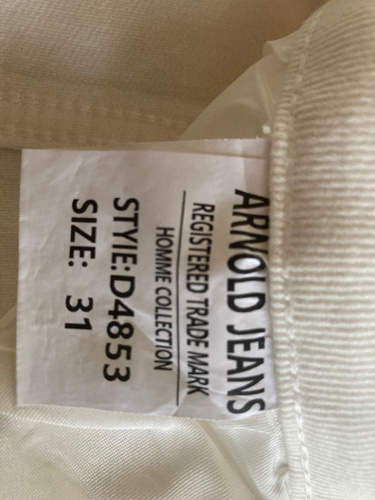 ARNOLD JEANS
REGISTERED TRADE MARK
HOMME COLLECTION
STYIE:D4853
SIZE: 31